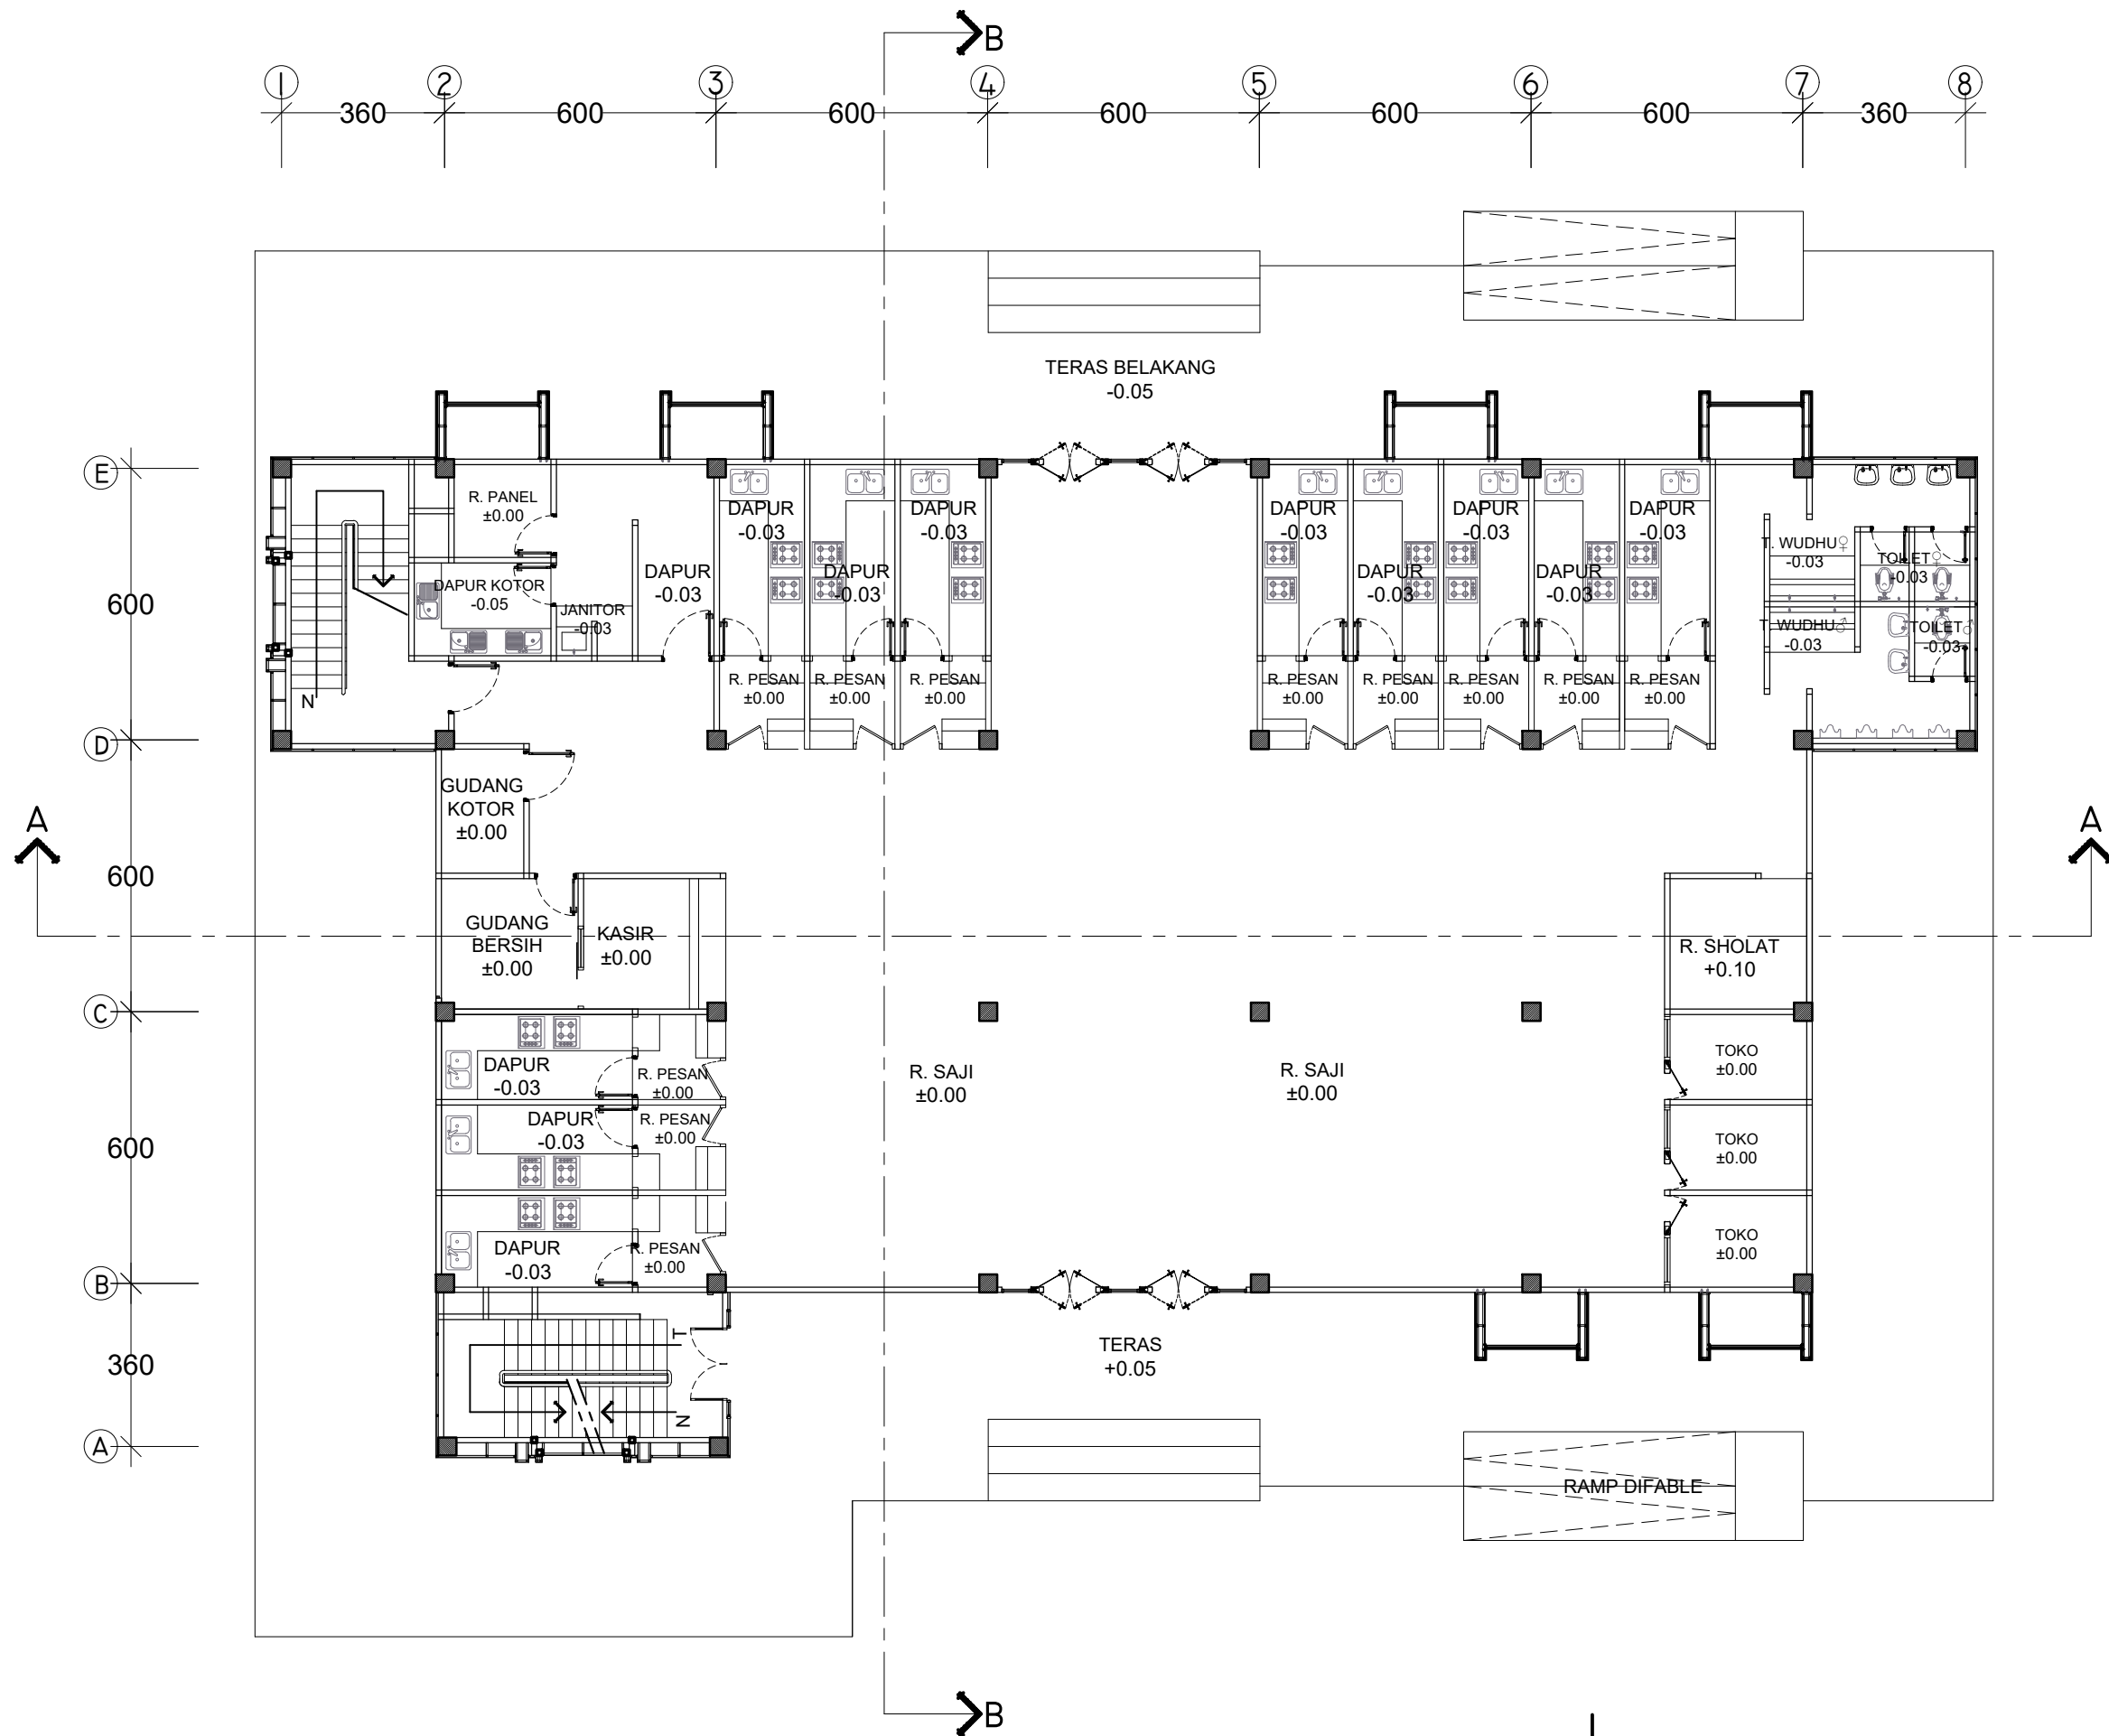 B
1 2 3 4 5 6 7 8
360 600 600 600 600 600 360
TERAS BELAKANG
-0.05
E
R. PANEL
±0.00
DAPUR
-0.03
DAPUR
-0.03
DAPUR
-0.03
DAPUR
-0.03
DAPUR
-0.03
T. WUDHU♀
-0.03
TOILET♀
-0.03
DAPUR KOTOR
-0.05
DAPUR
-0.03
DAPUR
-0.03
DAPUR
-0.03
DAPUR
-0.03
600
JANITOR
-0.03
T. WUDHU♂
-0.03
TOILET♂
-0.03
R. PESAN
±0.00
R. PESAN
±0.00
R. PESAN
±0.00
R. PESAN
±0.00
R. PESAN
±0.00
R. PESAN
±0.00
R. PESAN
±0.00
R. PESAN
±0.00
N
D
GUDANG
KOTOR
±0.00
A
A
600
GUDANG
BERSIH
±0.00
KASIR
±0.00
R. SHOLAT
+0.10
C
DAPUR
-0.03
R. PESAN
±0.00
R. SAJI
±0.00
R. SAJI
±0.00
TOKO
±0.00
DAPUR
-0.03
R. PESAN
±0.00
TOKO
±0.00
600
DAPUR
-0.03
R. PESAN
±0.00
TOKO
±0.00
B
T
TERAS
+0.05
360
N
A
RAMP DIFABLE
B